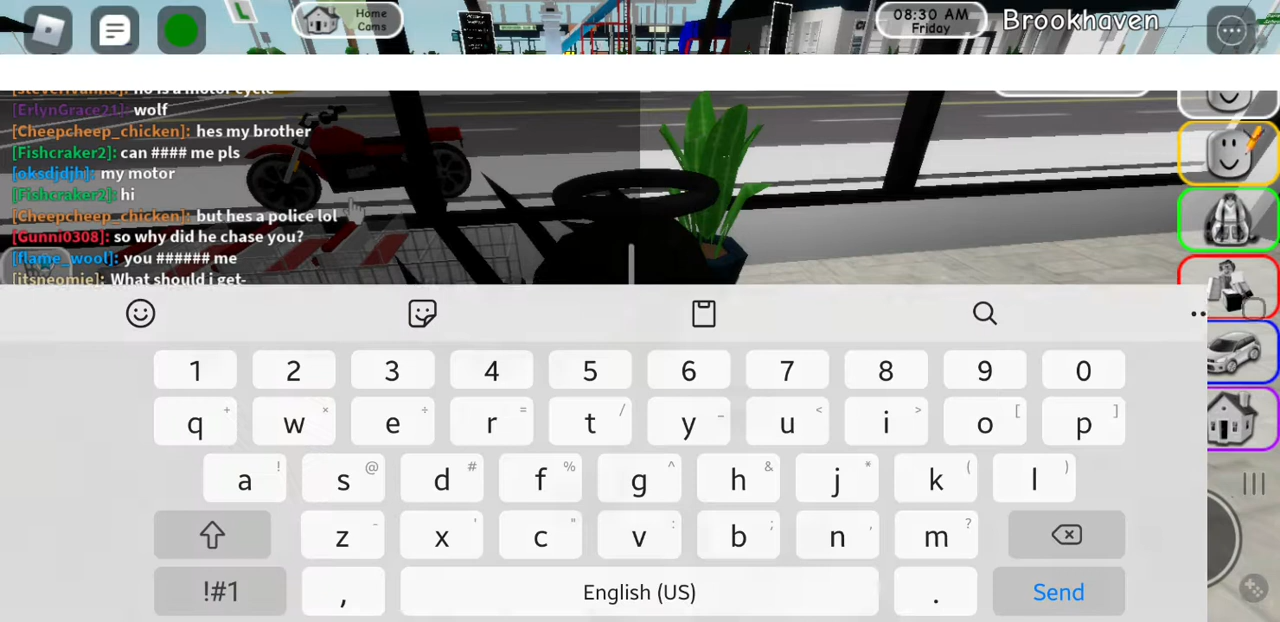 Home
Coms
08:30 AM
Friday
Brookhaven
[ErlynGrace21]: wolf
[Cheepcheep_chicken]: hes my brother
[Fishcraker2]: can #### me pls
[oksdjdjh]: my motor
[Fishcraker2]: hi
[Cheepcheep_chicken]: but hes a police lol
[Gunni0308]: so why did he chase you?
[flame_wool]: you ###### me
[itsneomie]: What should i get-
1 2 3 4 5 6 7 8 9 0
+ × ÷ = / _ < > [ ]
q w e r t y u i o p
! @ # % ^ & * ( )
a s d f g h j k l
- ' " : ; , ?
z x c v b n m
!#1 , English (US) . Send